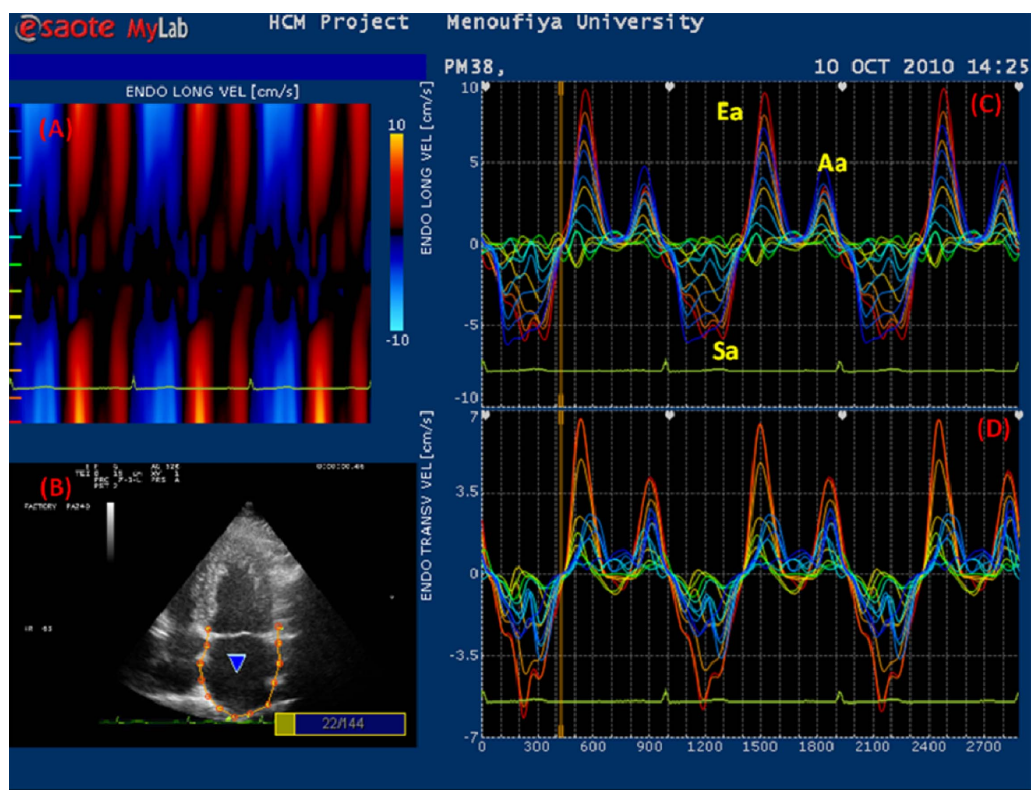 esaote MyLab HCM Project Menoufiya University
PM38, 10 OCT 2010 14:25
ENDO LONG VEL [cm/s]
(A)
10
-10
ENDO LONG VEL [cm/s]
10
5
0
-5
-10
Ea
Aa
Sa
(C)
(B)
FACTORY
22/144
ENDO TRANSV VEL [cm/s]
7
3.5
0
-3.5
-7
(D)
0 300 600 900 1200 1500 1800 2100 2400 2700